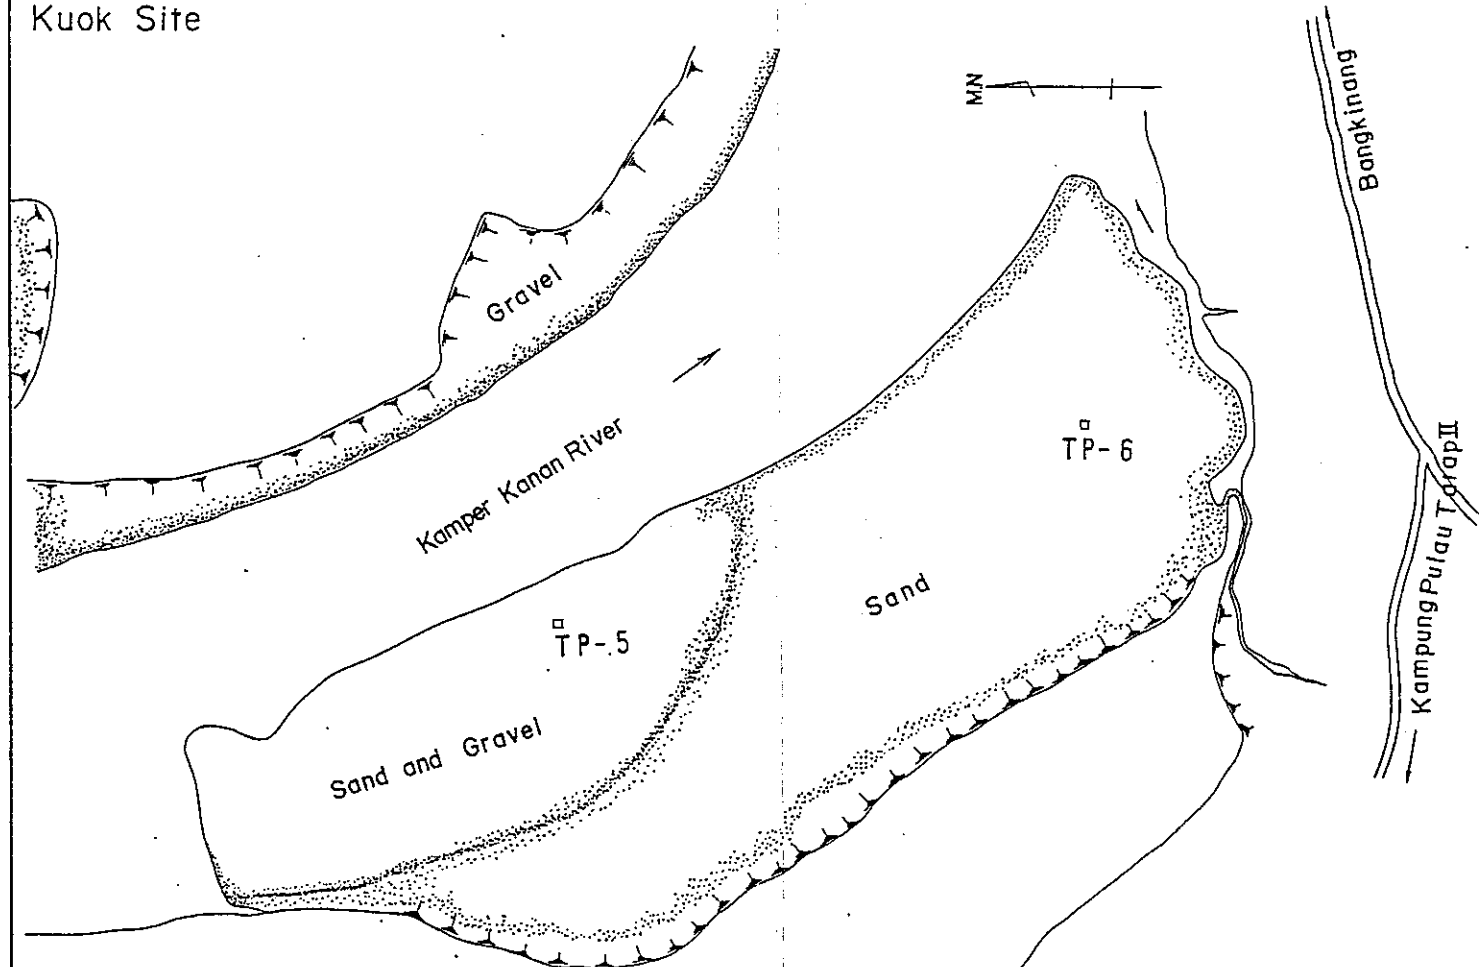 Kuok Site
MN
Bangkinang
Gravel
Kamper Kanan River
TP-6
Tarap II
Sand
TP-.5
Kampung Pulau
Sand and Gravel